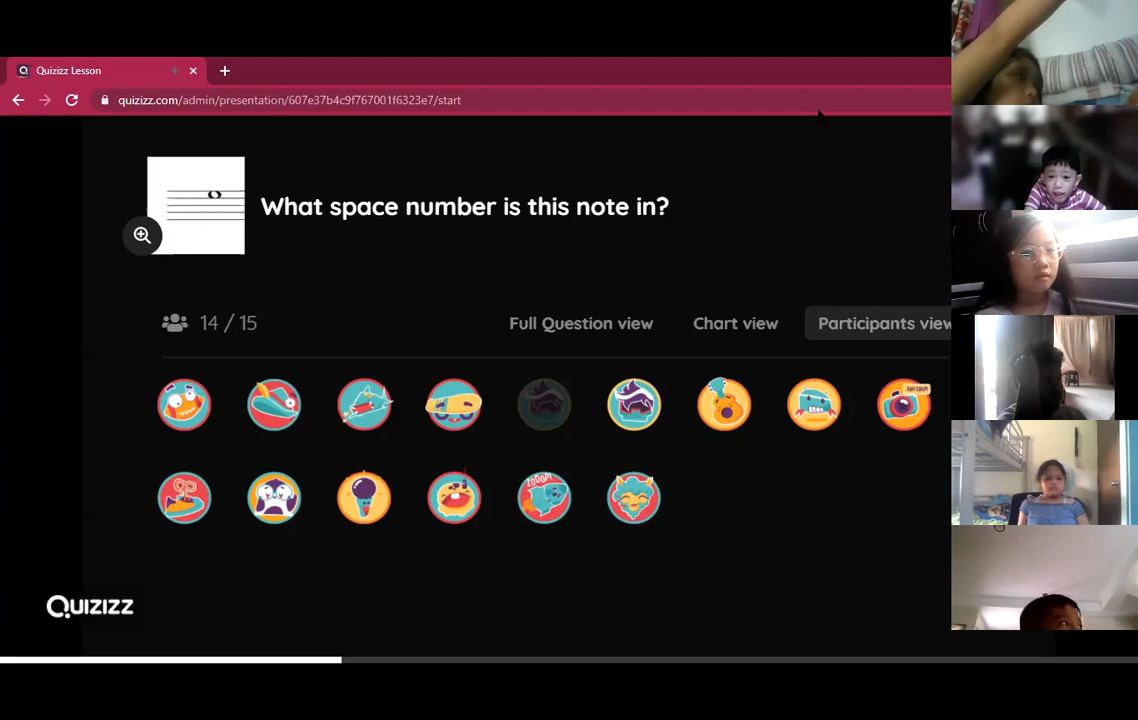 Quizizz Lesson
quizizz.com/admin/presentation/607e37b4c9f767001f6323e7/start
What space number is this note in?
14 / 15
Full Question view
Chart view
Participants view
ZOOOP!
QUIZIZZ